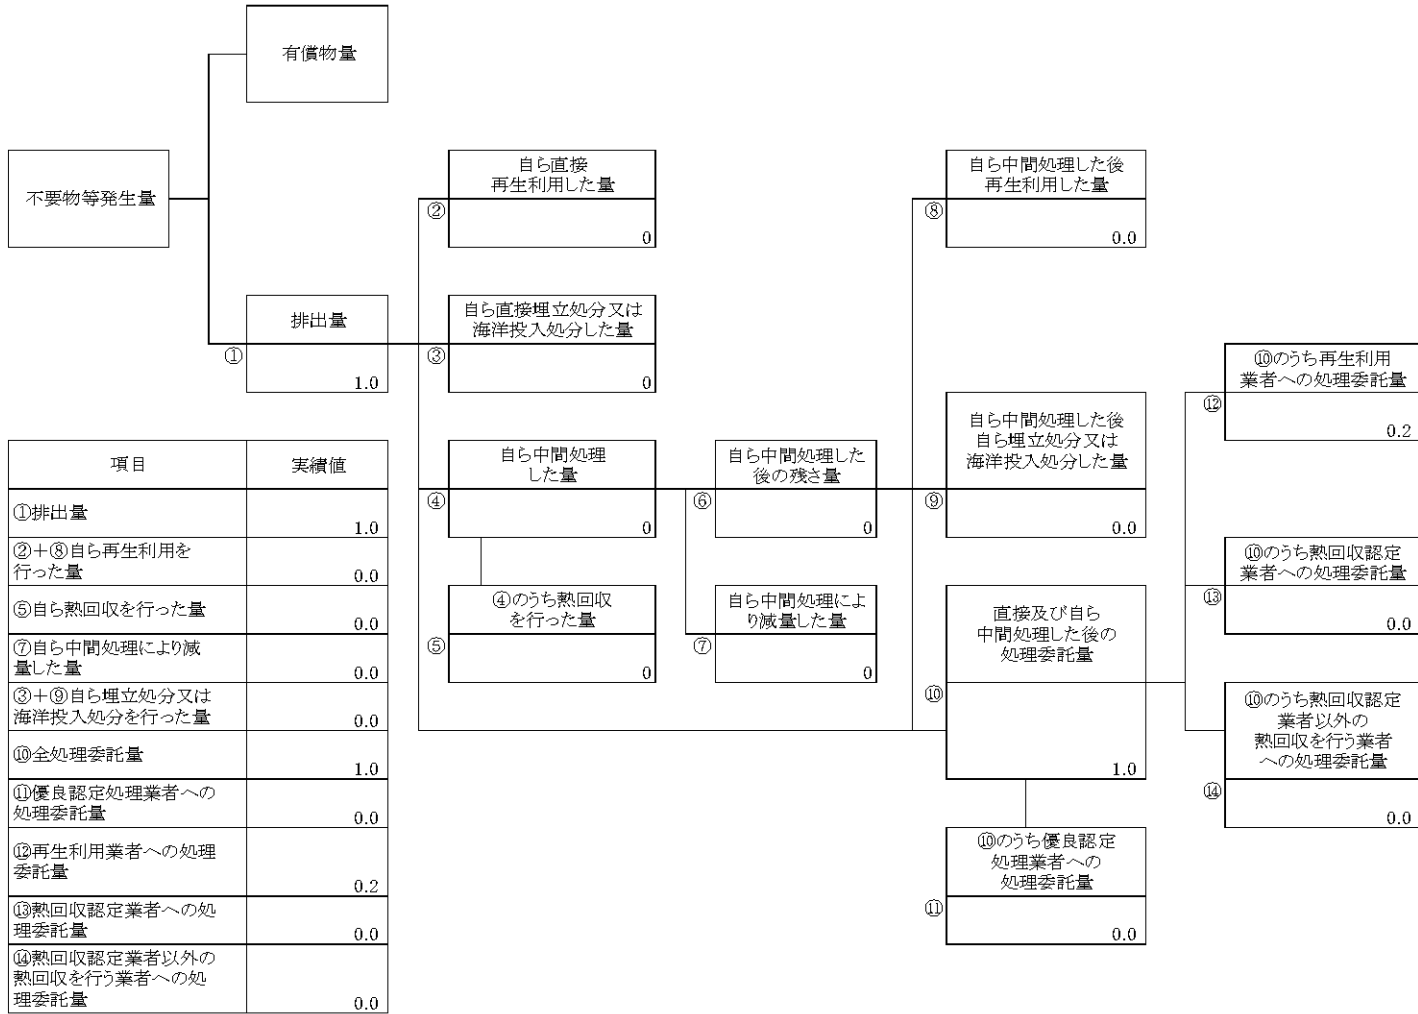 有償物量
不要物等発生量
排出量
①
1.0
自ら直接
再生利用した量
②
0
自ら直接埋立処分又は
海洋投入処分した量
③
0
自ら中間処理
した量
④
0
④のうち熱回収
を行った量
⑤
0
自ら中間処理した
後の残さ量
⑥
0
自ら中間処理によ
り減量した量
⑦
0
自ら中間処理した後
再生利用した量
⑧
0.0
自ら中間処理した後
自ら埋立処分又は
海洋投入処分した量
⑨
0.0
直接及び自ら
中間処理した後の
処理委託量
⑩
1.0
⑩のうち優良認定
処理業者への
処理委託量
⑪
0.0
⑩のうち再生利用
業者への処理委託量
⑫
0.2
⑩のうち熱回収認定
業者への処理委託量
⑬
0.0
⑩のうち熱回収認定
業者以外の
熱回収を行う業者
への処理委託量
⑭
0.0
項目 実績値
①排出量
1.0
②+⑧自ら再生利用を
行った量
0.0
⑤自ら熱回収を行った量
0.0
⑦自ら中間処理により減
量した量
0.0
③+⑨自ら埋立処分又は
海洋投入処分を行った量
0.0
⑩全処理委託量
1.0
⑪優良認定処理業者への
処理委託量
0.0
⑫再生利用業者への処理
委託量
0.2
⑬熱回収認定業者への処
理委託量
0.0
⑭熱回収認定業者以外の
熱回収を行う業者への処
理委託量
0.0